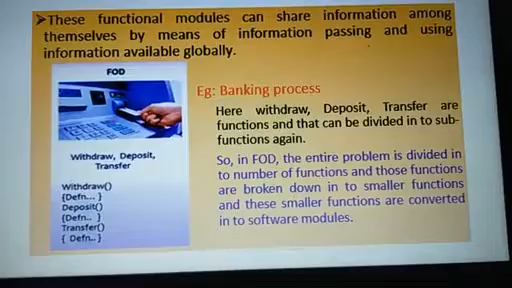 ➤These functional modules can share information among
themselves by means of information passing and using
information available globally.
FOD
Withdraw, Deposit,
Transfer
Withdraw()
{Defn... }
Deposit()
{Defn.. }
Transfer()
{ Defn..}
Eg: Banking process
Here withdraw, Deposit, Transfer are
functions and that can be divided in to sub-
functions again.
So, in FOD, the entire problem is divided in
to number of functions and those functions
are broken down in to smaller functions
and these smaller functions are converted
in to software modules.